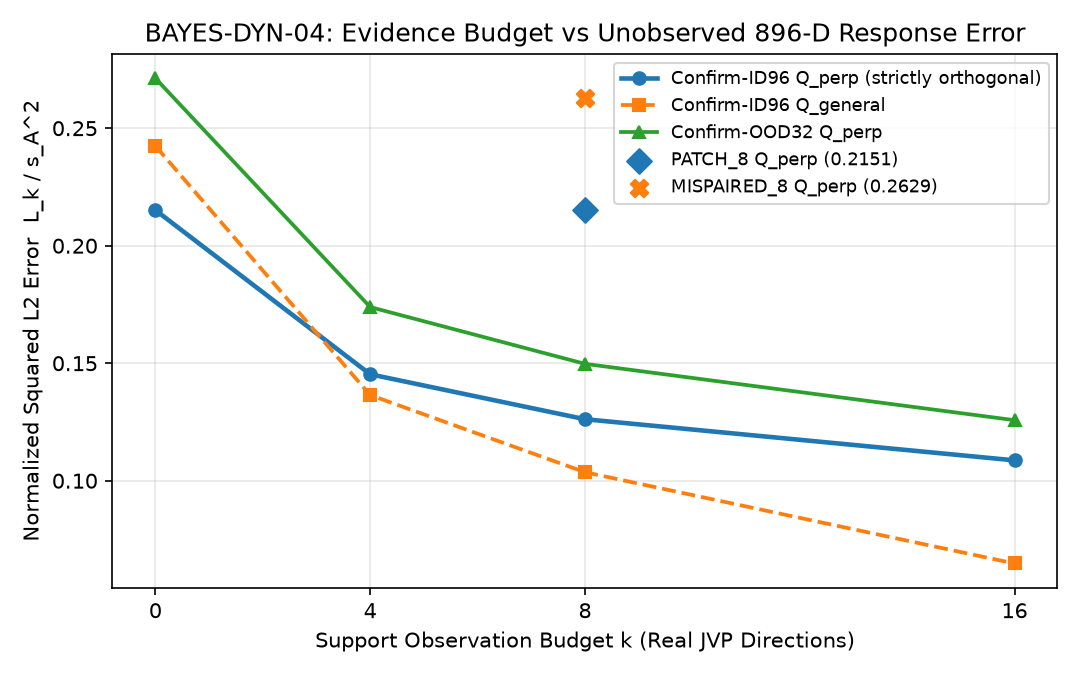 BAYES-DYN-04: Evidence Budget vs Unobserved 896-D Response Error
Normalized Squared L2 Error  L_k / s_A^2
0.25
0.20
0.15
0.10
Confirm-ID96 Q_perp (strictly orthogonal)
Confirm-ID96 Q_general
Confirm-OOD32 Q_perp
PATCH_8 Q_perp (0.2151)
MISPAIRED_8 Q_perp (0.2629)
0 4 8 16
Support Observation Budget k (Real JVP Directions)